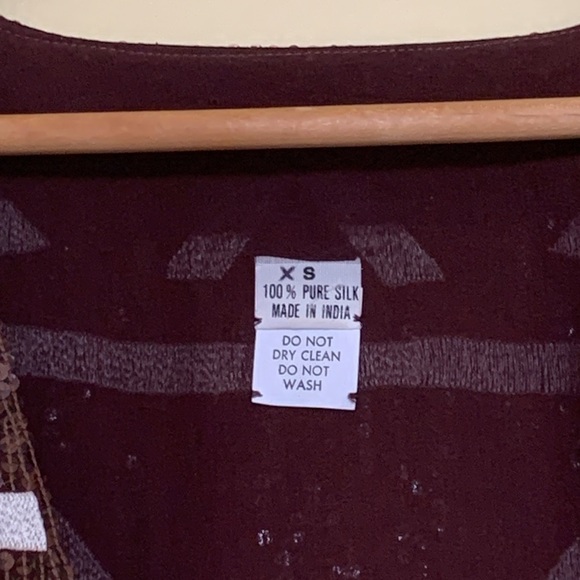 XS
100% PURE SILK
MADE IN INDIA
DO NOT
DRY CLEAN
DO NOT
WASH